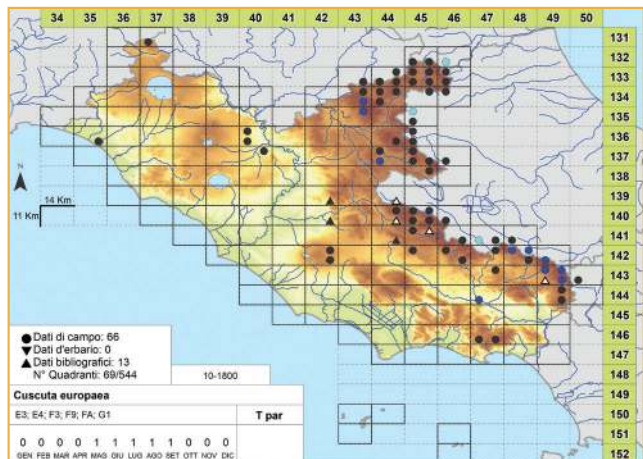 34 35 36 37 38 39 40 41 42 43 44 45 46 47 48 49 50
131
132
133
134
135
136
137
138
139
140
141
142
143
144
145
146
147
148
149
150
151
152
N
14 Km
11 Km
Dati di campo: 66
Dati d'erbario: 0
Dati bibliografici: 13
N° Quadranti: 69/544
10-1800
Cuscuta europaea
E3; E4; F3; F9; FA; G1
T par
0 0 0 0 1 1 1 1 1 0 0 0
GEN FEB MAR APR MAG GIU LUG AGO SET OTT NOV DIC